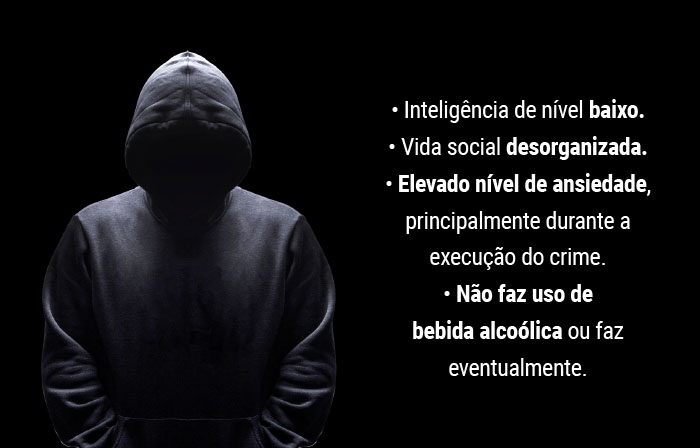 • Inteligência de nível baixo.
• Vida social desorganizada.
• Elevado nível de ansiedade,
principalmente durante a
execução do crime.
• Não faz uso de
bebida alcoólica ou faz
eventualmente.